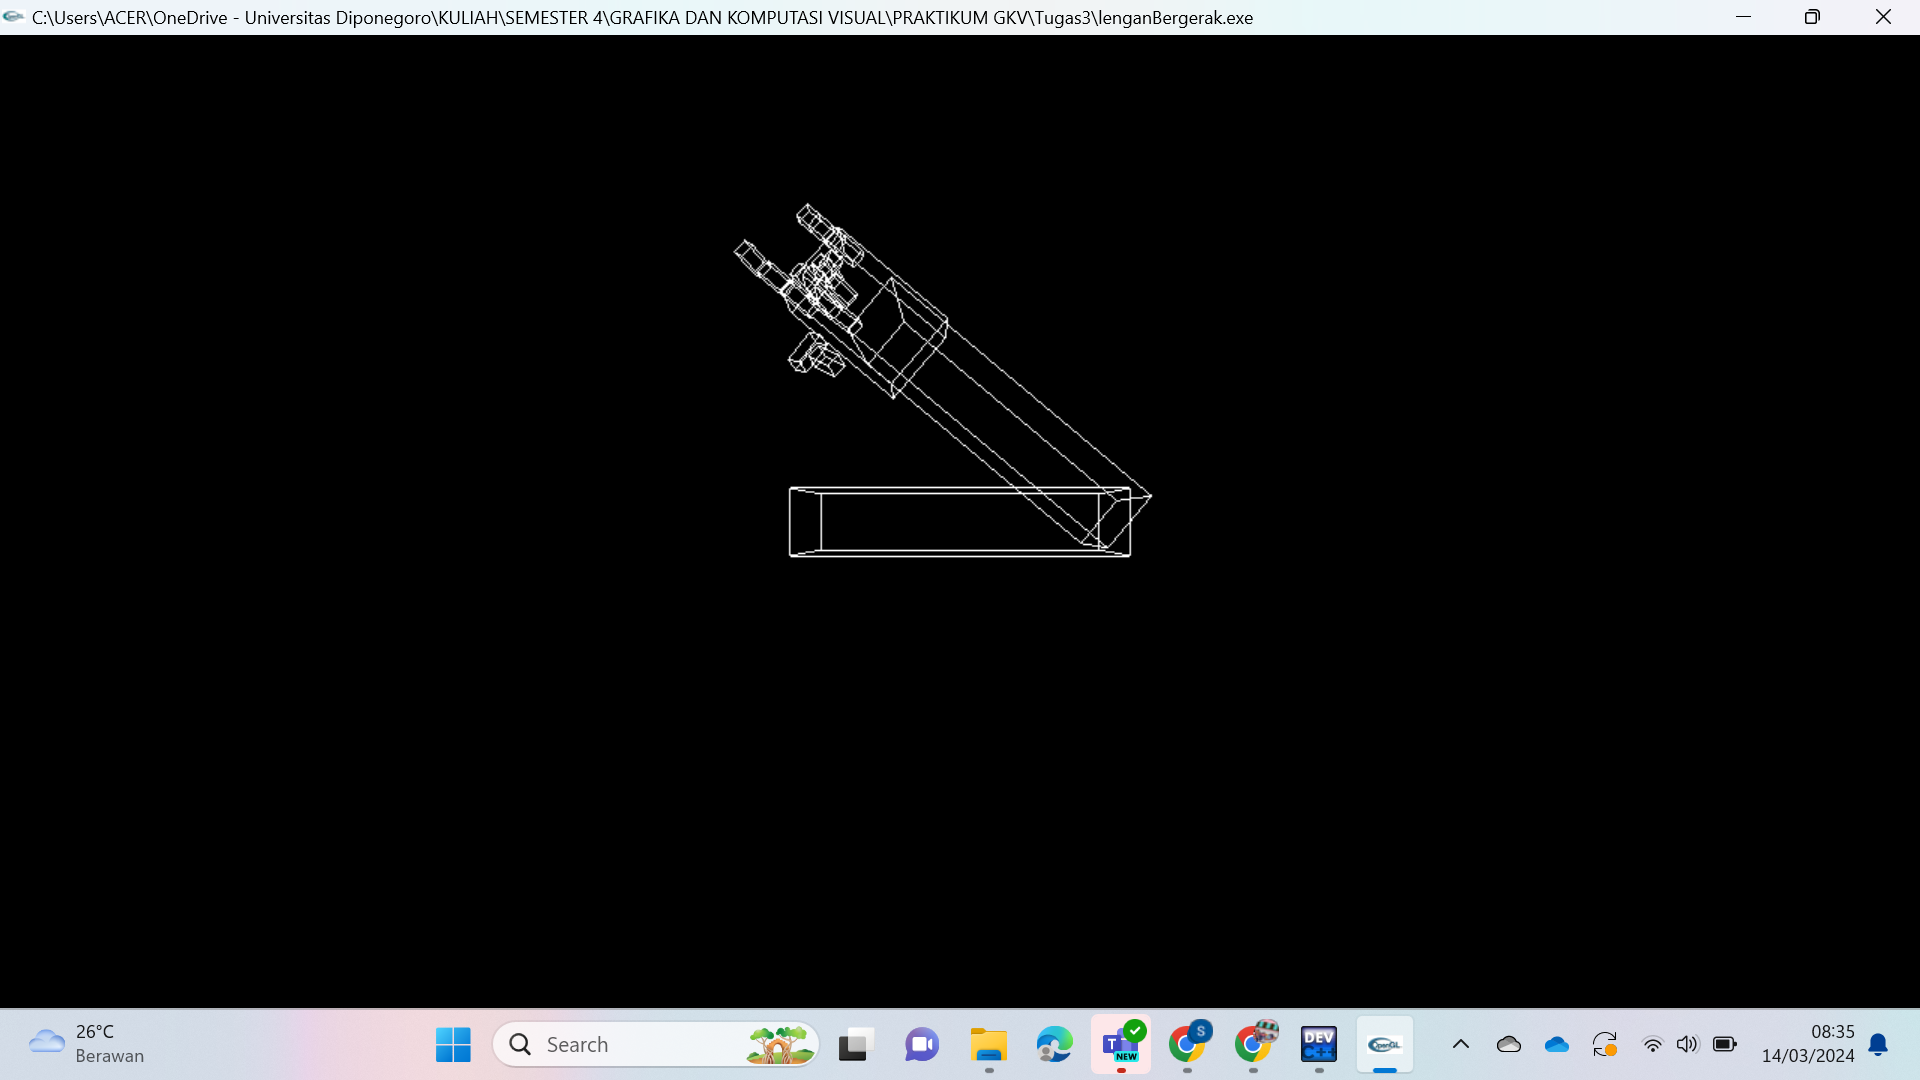 C:\Users\ACER\OneDrive - Universitas Diponegoro\KULIAH\SEMESTER 4\GRAFIKA DAN KOMPUTASI VISUAL\PRAKTIKUM GKV\Tugas3\lenganBergerak.exe
26°C
Berawan
Search
T
NEW
S
DEV
C++
OpenGL
08:35
14/03/2024